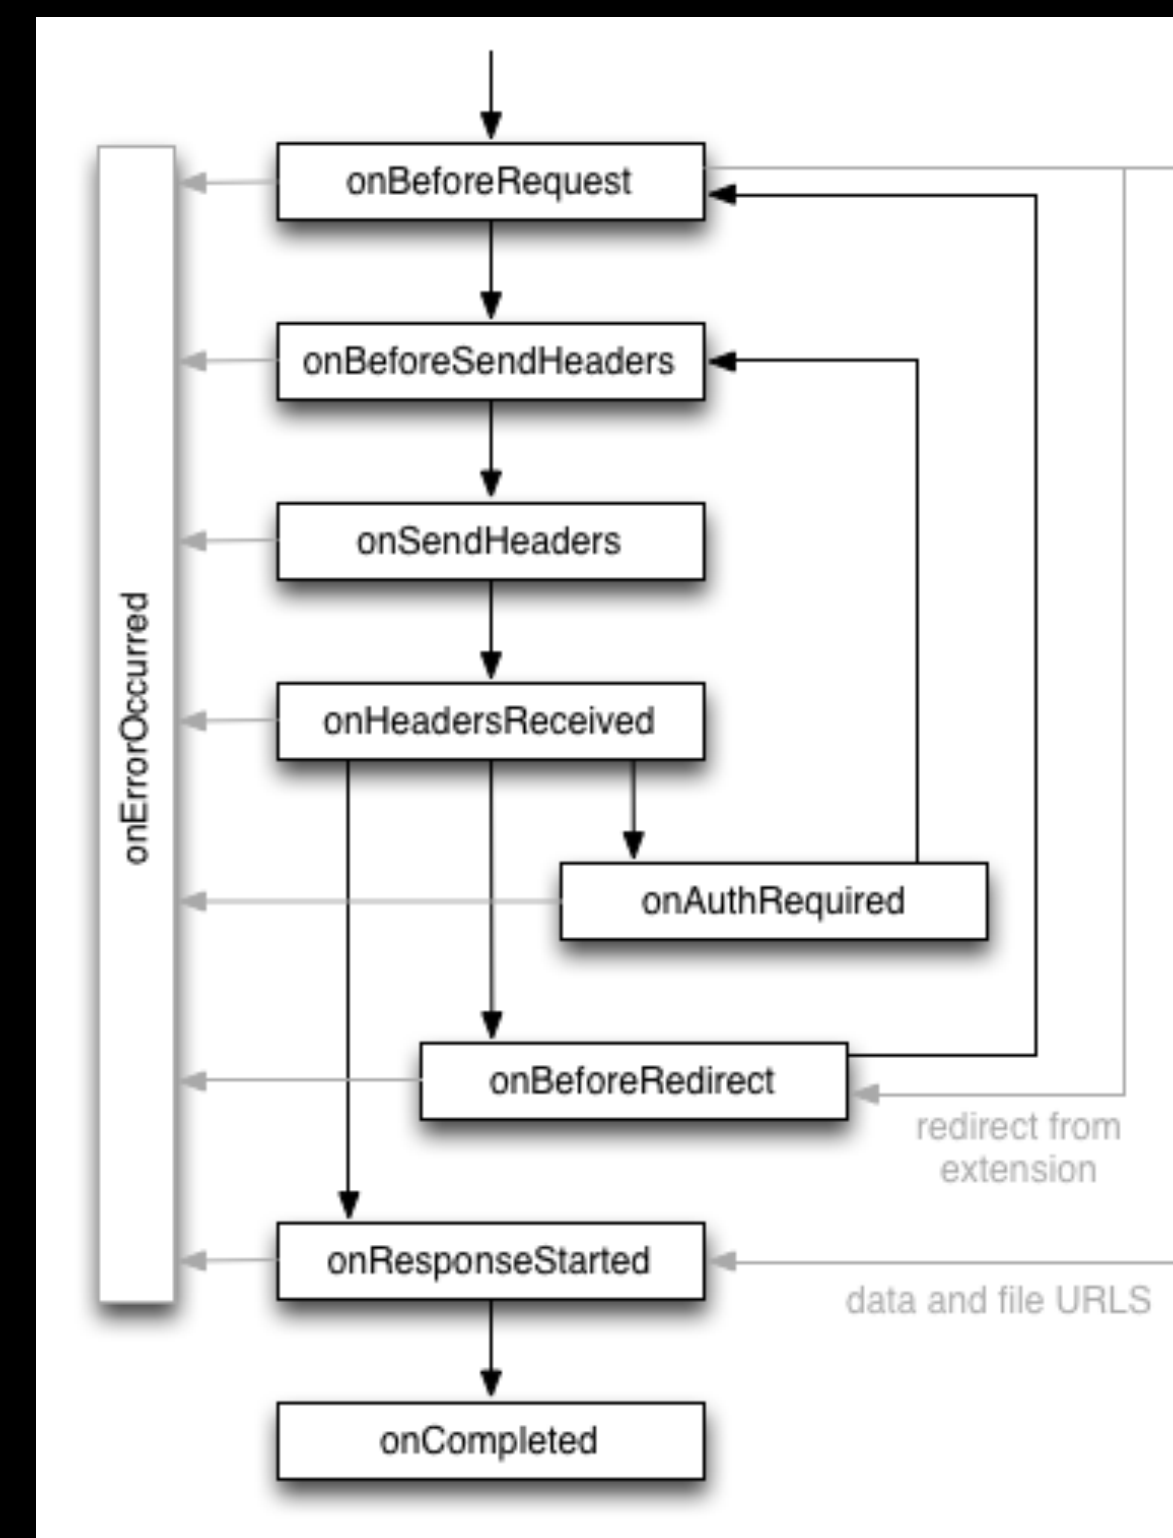 onBeforeRequest
onBeforeSendHeaders
onSendHeaders
onErrorOccurred
onHeadersReceived
onAuthRequired
onBeforeRedirect
redirect from
extension
onResponseStarted
data and file URLS
onCompleted